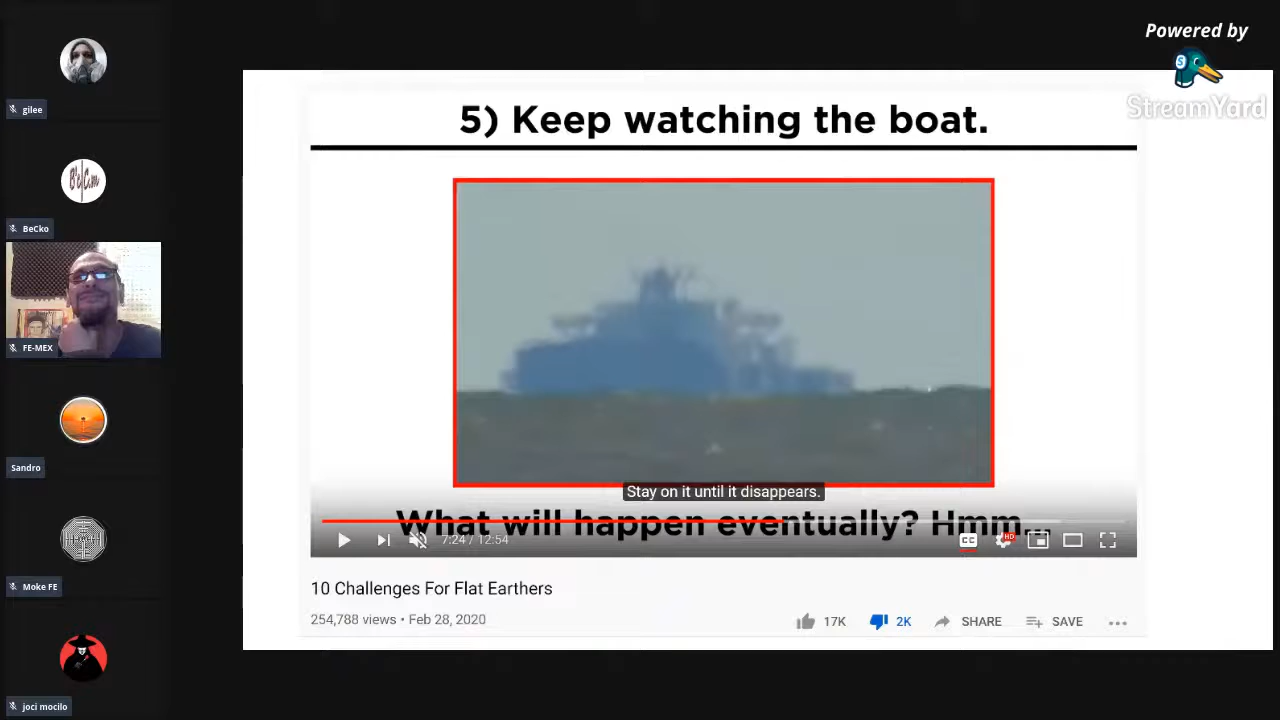 Powered by
StreamYard
gilee
BeCko
FE-MEX
Sandro
Moke FE
joci mocilo
5) Keep watching the boat.
Stay on it until it disappears.
What will happen eventually? Hmm...
7:24 / 12:54
CC
HD
10 Challenges For Flat Earthers
254,788 views • Feb 28, 2020
17K
2K
SHARE
SAVE